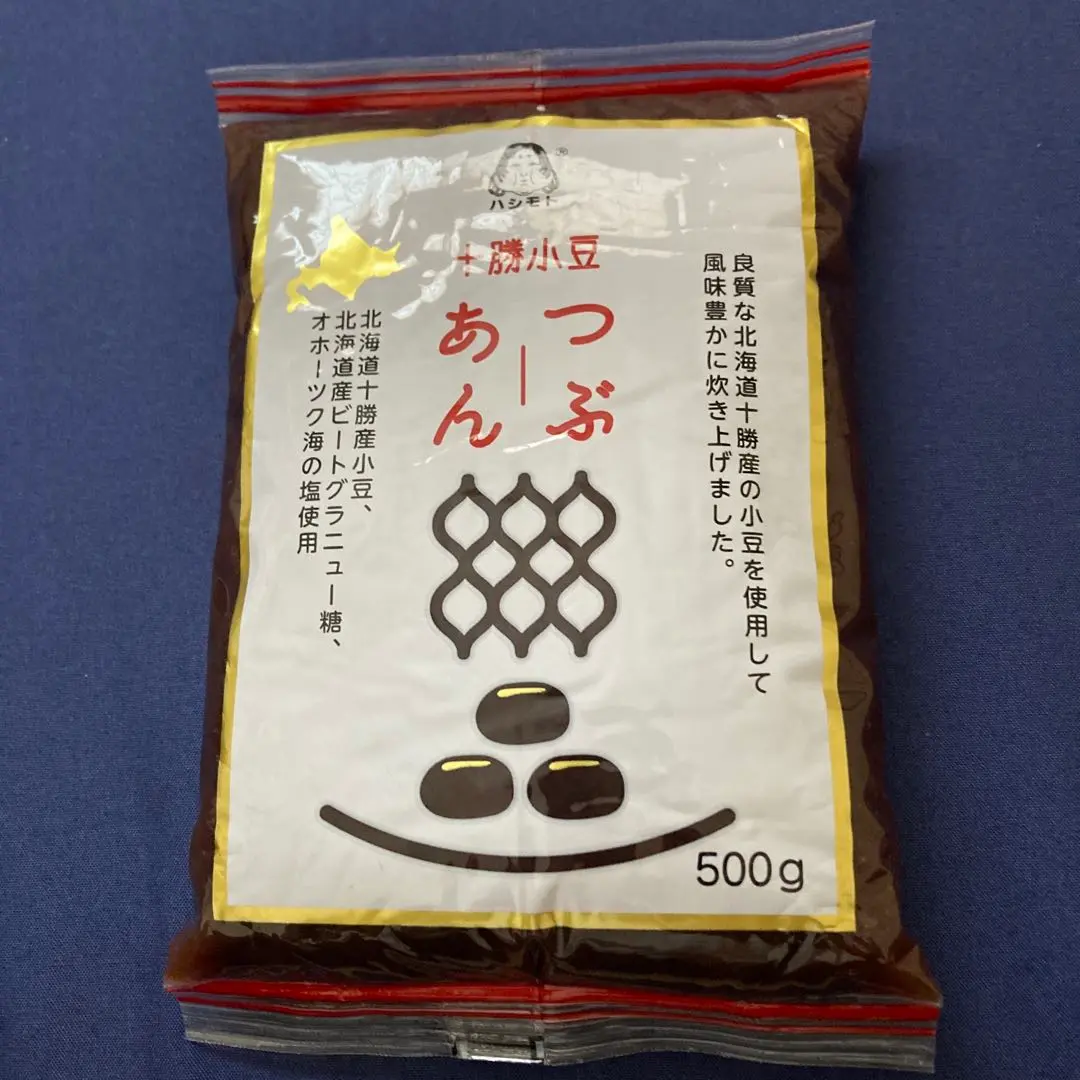 ハシモト
®
十勝小豆
つぶ
あん
良質な北海道十勝産の小豆を使用して
風味豊かに炊き上げました。
北海道十勝産小豆、
北海道産ビートグラニュー糖、
オホーツク海の塩使用
500g